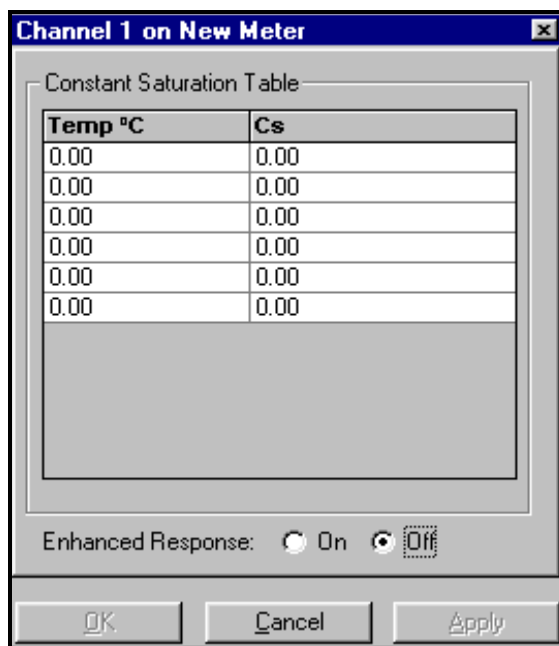 Channel 1 on New Meter
Constant Saturation Table
Temp ºC Cs
0.00 0.00
0.00 0.00
0.00 0.00
0.00 0.00
0.00 0.00
0.00 0.00
Enhanced Response: On Off
OK Cancel Apply